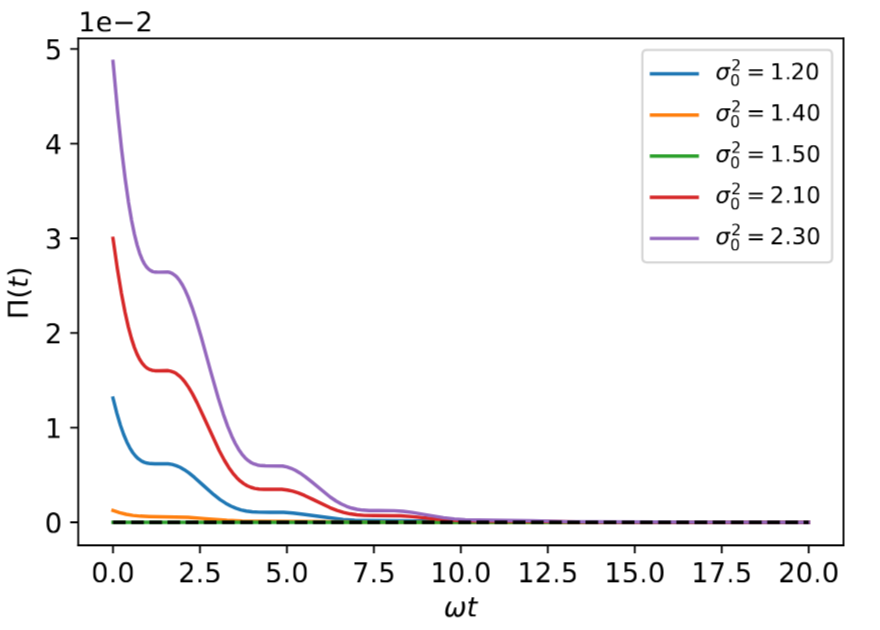 1e−2
5
4
3
2
1
0
Π(t)
0.0 2.5 5.0 7.5 10.0 12.5 15.0 17.5 20.0
ωt
σ₀² = 1.20
σ₀² = 1.40
σ₀² = 1.50
σ₀² = 2.10
σ₀² = 2.30